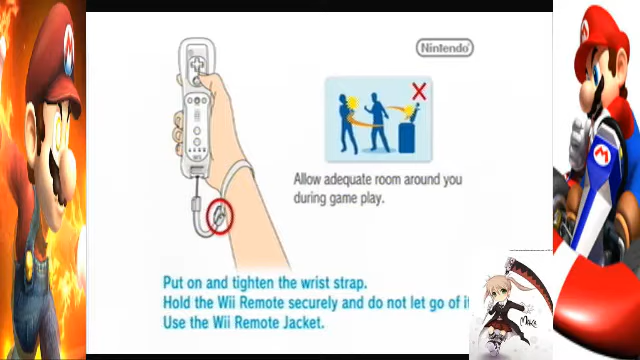 Nintendo
Allow adequate room around you
during game play.
Put on and tighten the wrist strap.
Hold the Wii Remote securely and do not let go of it
Use the Wii Remote Jacket.
Maka